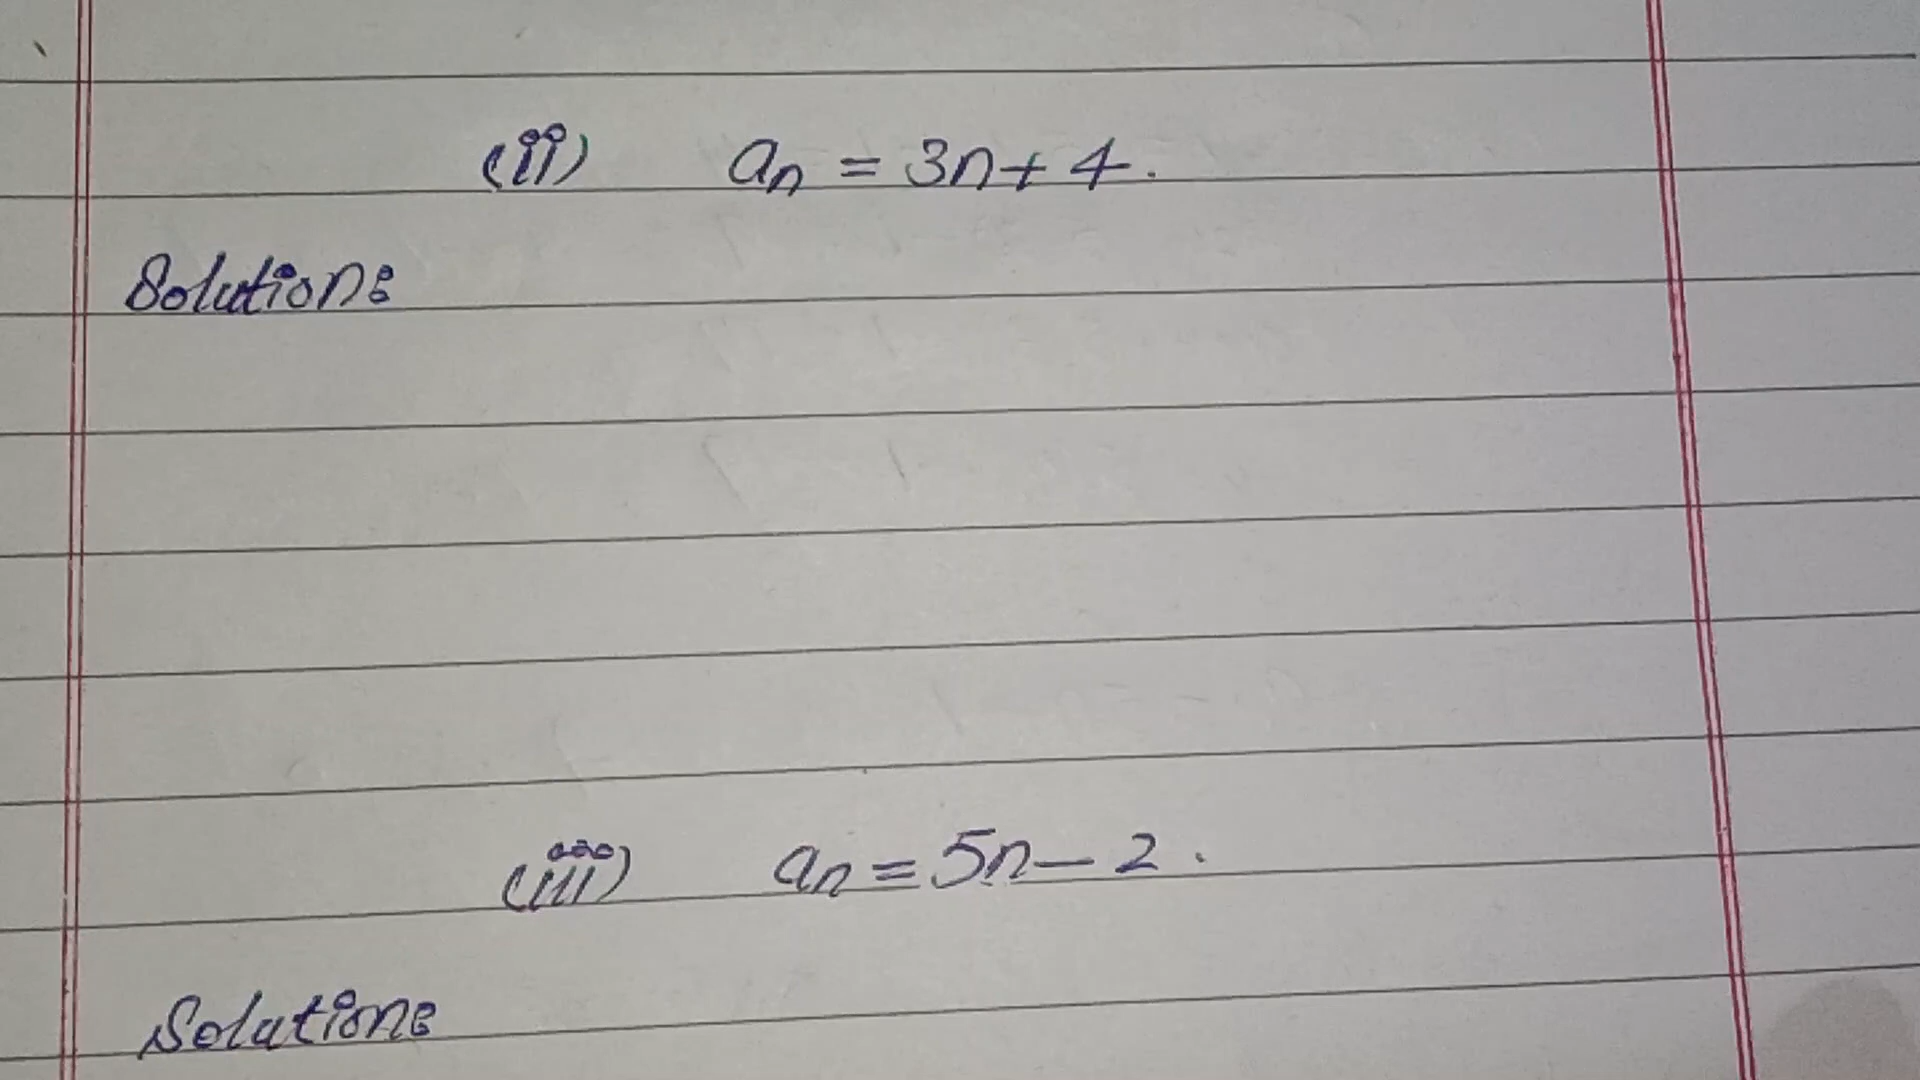 (ii) aₙ = 3n + 4.
Solution:
(iii) aₙ = 5n - 2.
Solution: